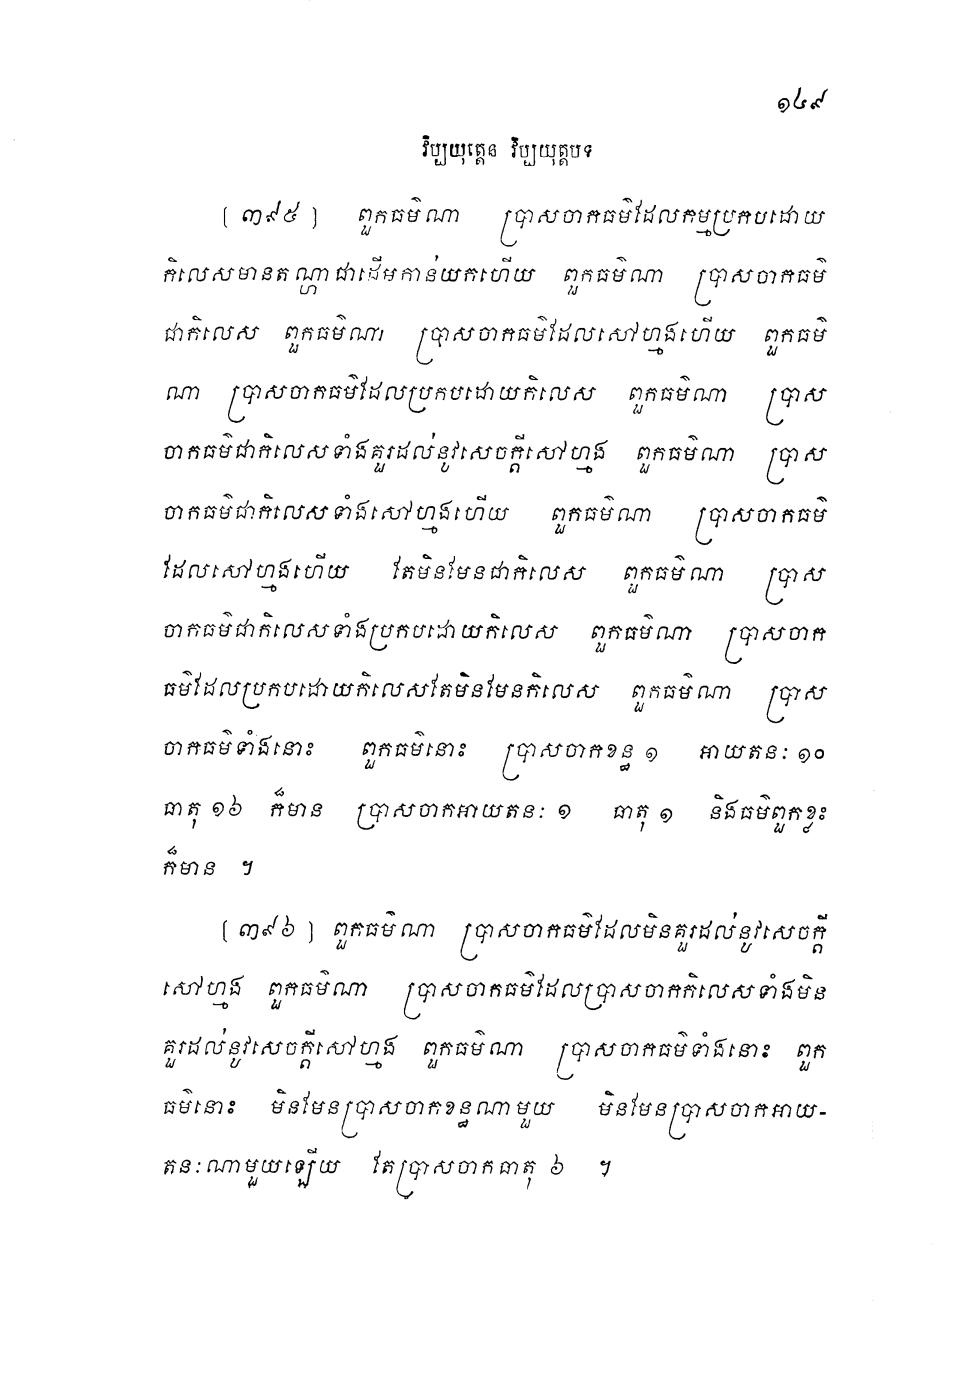 ១៤៩
វិប្បយុត្តេន វិប្បយុត្តបទ
[ ៣៩៥ ] ពួកធម៌ណា ប្រាសចាកធម៌ដែលកម្មប្រកបដោយ
កិលេសមានតណ្ហាជាដើមកាន់យកហើយ ពួកធម៌ណា ប្រាសចាកធម៌
ជាកិលេស ពួកធម៌ណា ប្រាសចាកធម៌ដែលសៅហ្មងហើយ ពួកធម៌
ណា ប្រាសចាកធម៌ដែលប្រកបដោយកិលេស ពួកធម៌ណា ប្រាស
ចាកធម៌ជាកិលេសទាំងគួរដល់នូវសេចក្តីសៅហ្មង ពួកធម៌ណា ប្រាស
ចាកធម៌ជាកិលេសទាំងសៅហ្មងហើយ ពួកធម៌ណា ប្រាសចាកធម៌
ដែលសៅហ្មងហើយ តែមិនមែនជាកិលេស ពួកធម៌ណា ប្រាស
ចាកធម៌ជាកិលេសទាំងប្រកបដោយកិលេស ពួកធម៌ណា ប្រាសចាក
ធម៌ដែលប្រកបដោយកិលេសតែមិនមែនកិលេស ពួកធម៌ណា ប្រាស
ចាកធម៌ទាំងនោះ ពួកធម៌នោះ ប្រាសចាកខន្ធ ១ អាយតនៈ ១០
ធាតុ ១៦ ក៏មាន ប្រាសចាកអាយតនៈ ១ ធាតុ ១ និងធម៌ពួកខ្លះ
ក៏មាន ។
[ ៣៩៦ ] ពួកធម៌ណា ប្រាសចាកធម៌ដែលមិនគួរដល់នូវសេចក្តី
សៅហ្មង ពួកធម៌ណា ប្រាសចាកធម៌ដែលប្រាសចាកកិលេសទាំងមិន
គួរដល់នូវសេចក្តីសៅហ្មង ពួកធម៌ណា ប្រាសចាកធម៌ទាំងនោះ ពួក
ធម៌នោះ មិនមែនប្រាសចាកខន្ធណាមួយ មិនមែនប្រាសចាកអាយ-
តនៈណាមួយឡើយ តែប្រាសចាកធាតុ ៦ ។